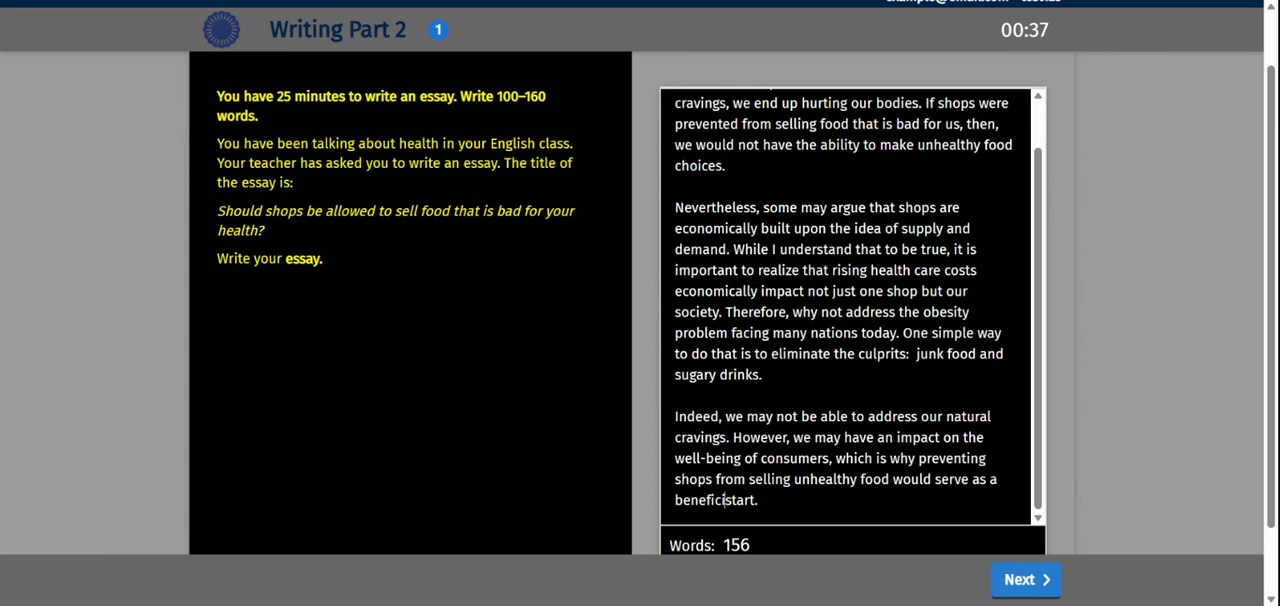 Writing Part 2
1
00:37
You have 25 minutes to write an essay. Write 100–160
words.
You have been talking about health in your English class.
Your teacher has asked you to write an essay. The title of
the essay is:
Should shops be allowed to sell food that is bad for your
health?
Write your essay.
cravings, we end up hurting our bodies. If shops were
prevented from selling food that is bad for us, then,
we would not have the ability to make unhealthy food
choices.
Nevertheless, some may argue that shops are
economically built upon the idea of supply and
demand. While I understand that to be true, it is
important to realize that rising health care costs
economically impact not just one shop but our
society. Therefore, why not address the obesity
problem facing many nations today. One simple way
to do that is to eliminate the culprits:  junk food and
sugary drinks.
Indeed, we may not be able to address our natural
cravings. However, we may have an impact on the
well-being of consumers, which is why preventing
shops from selling unhealthy food would serve as a
beneficistart.
Words: 156
Next